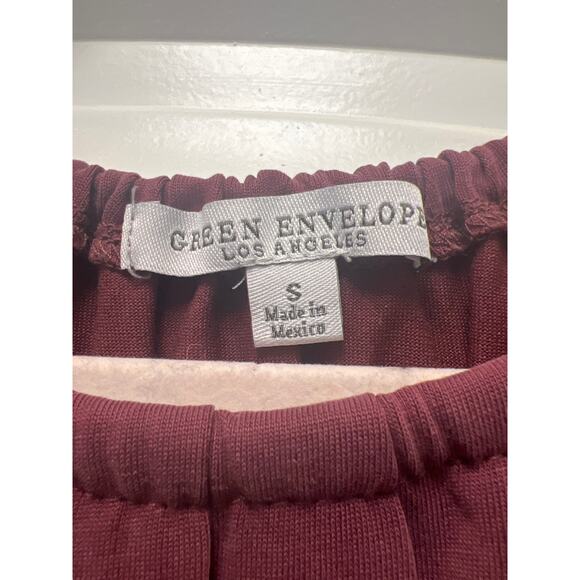 GREEN ENVELOPE
LOS ANGELES
S
Made in
Mexico